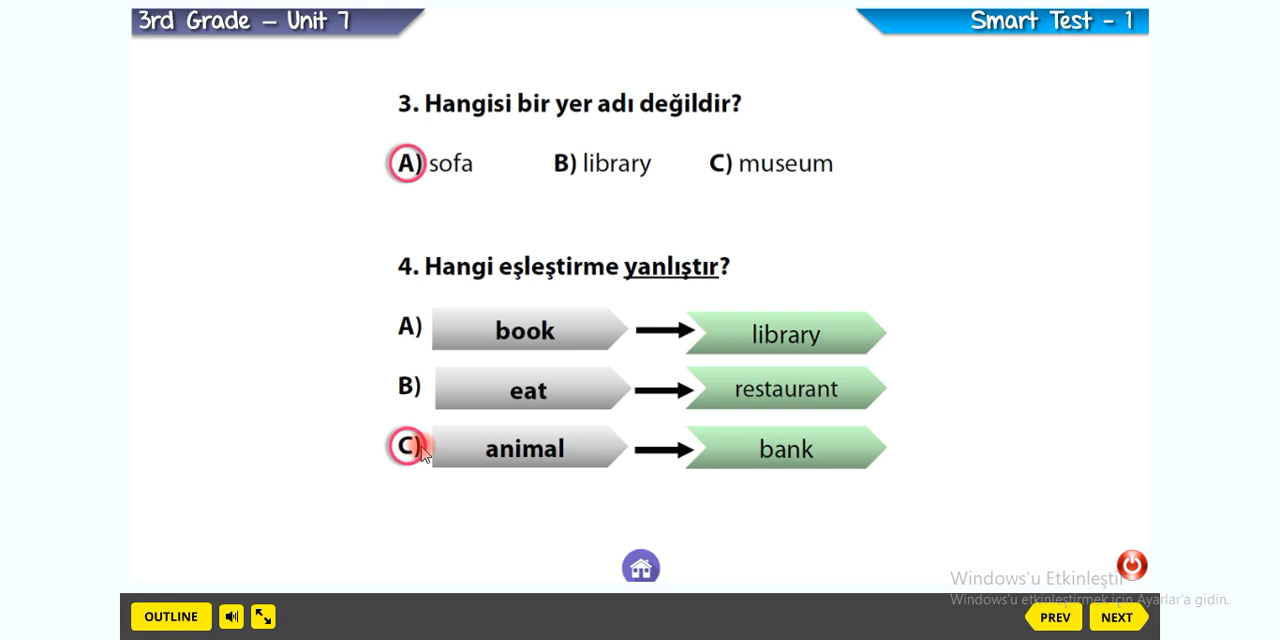 3rd Grade – Unit 7
Smart Test - 1
3. Hangisi bir yer adı değildir?
A) sofa B) library C) museum
4. Hangi eşleştirme yanlıştır?
A) book library
B) eat restaurant
C) animal bank
Windows'u Etkinleştir
Windows'u etkinleştirmek için Ayarlar'a gidin.
OUTLINE PREV NEXT